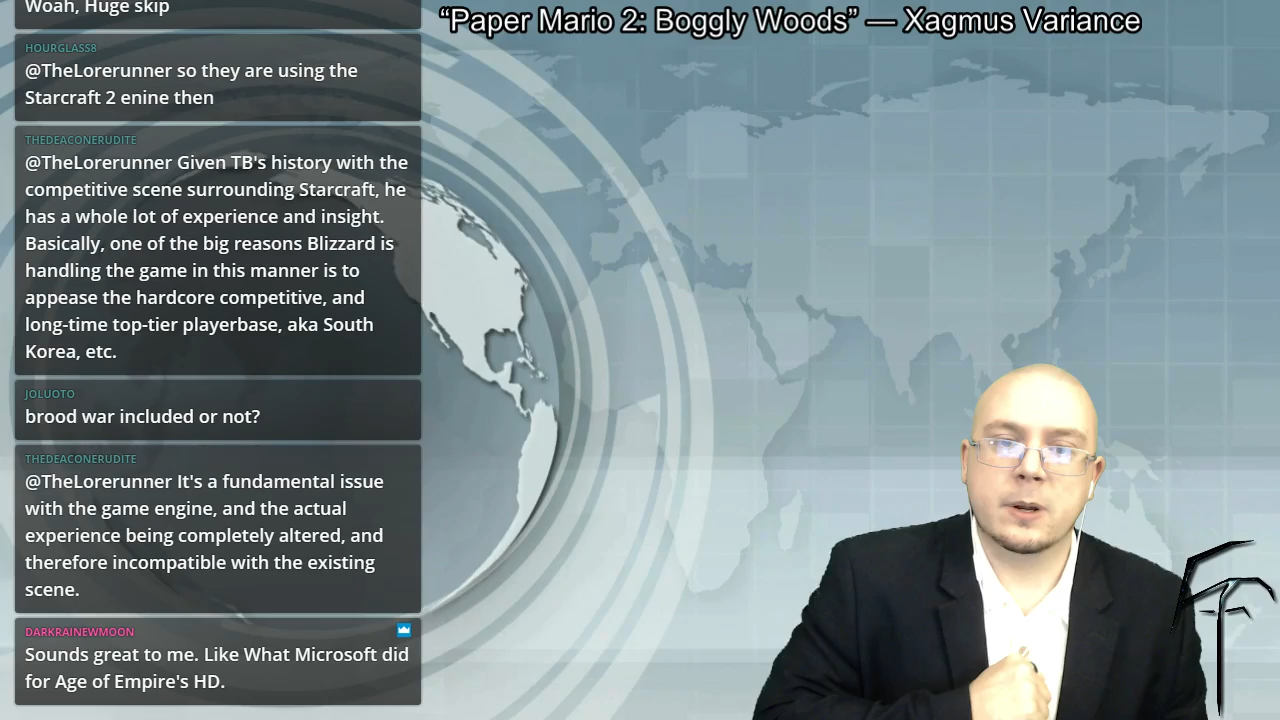 Woah, Huge skip
“Paper Mario 2: Boggly Woods” — Xagmus Variance
HOURGLASS8
@TheLorerunner so they are using the
Starcraft 2 enine then
THEDEACONERUDITE
@TheLorerunner Given TB's history with the
competitive scene surrounding Starcraft, he
has a whole lot of experience and insight.
Basically, one of the big reasons Blizzard is
handling the game in this manner is to
appease the hardcore competitive, and
long-time top-tier playerbase, aka South
Korea, etc.
JOLUOTO
brood war included or not?
THEDEACONERUDITE
@TheLorerunner It's a fundamental issue
with the game engine, and the actual
experience being completely altered, and
therefore incompatible with the existing
scene.
DARKRAINEWMOON
Sounds great to me. Like What Microsoft did
for Age of Empire's HD.